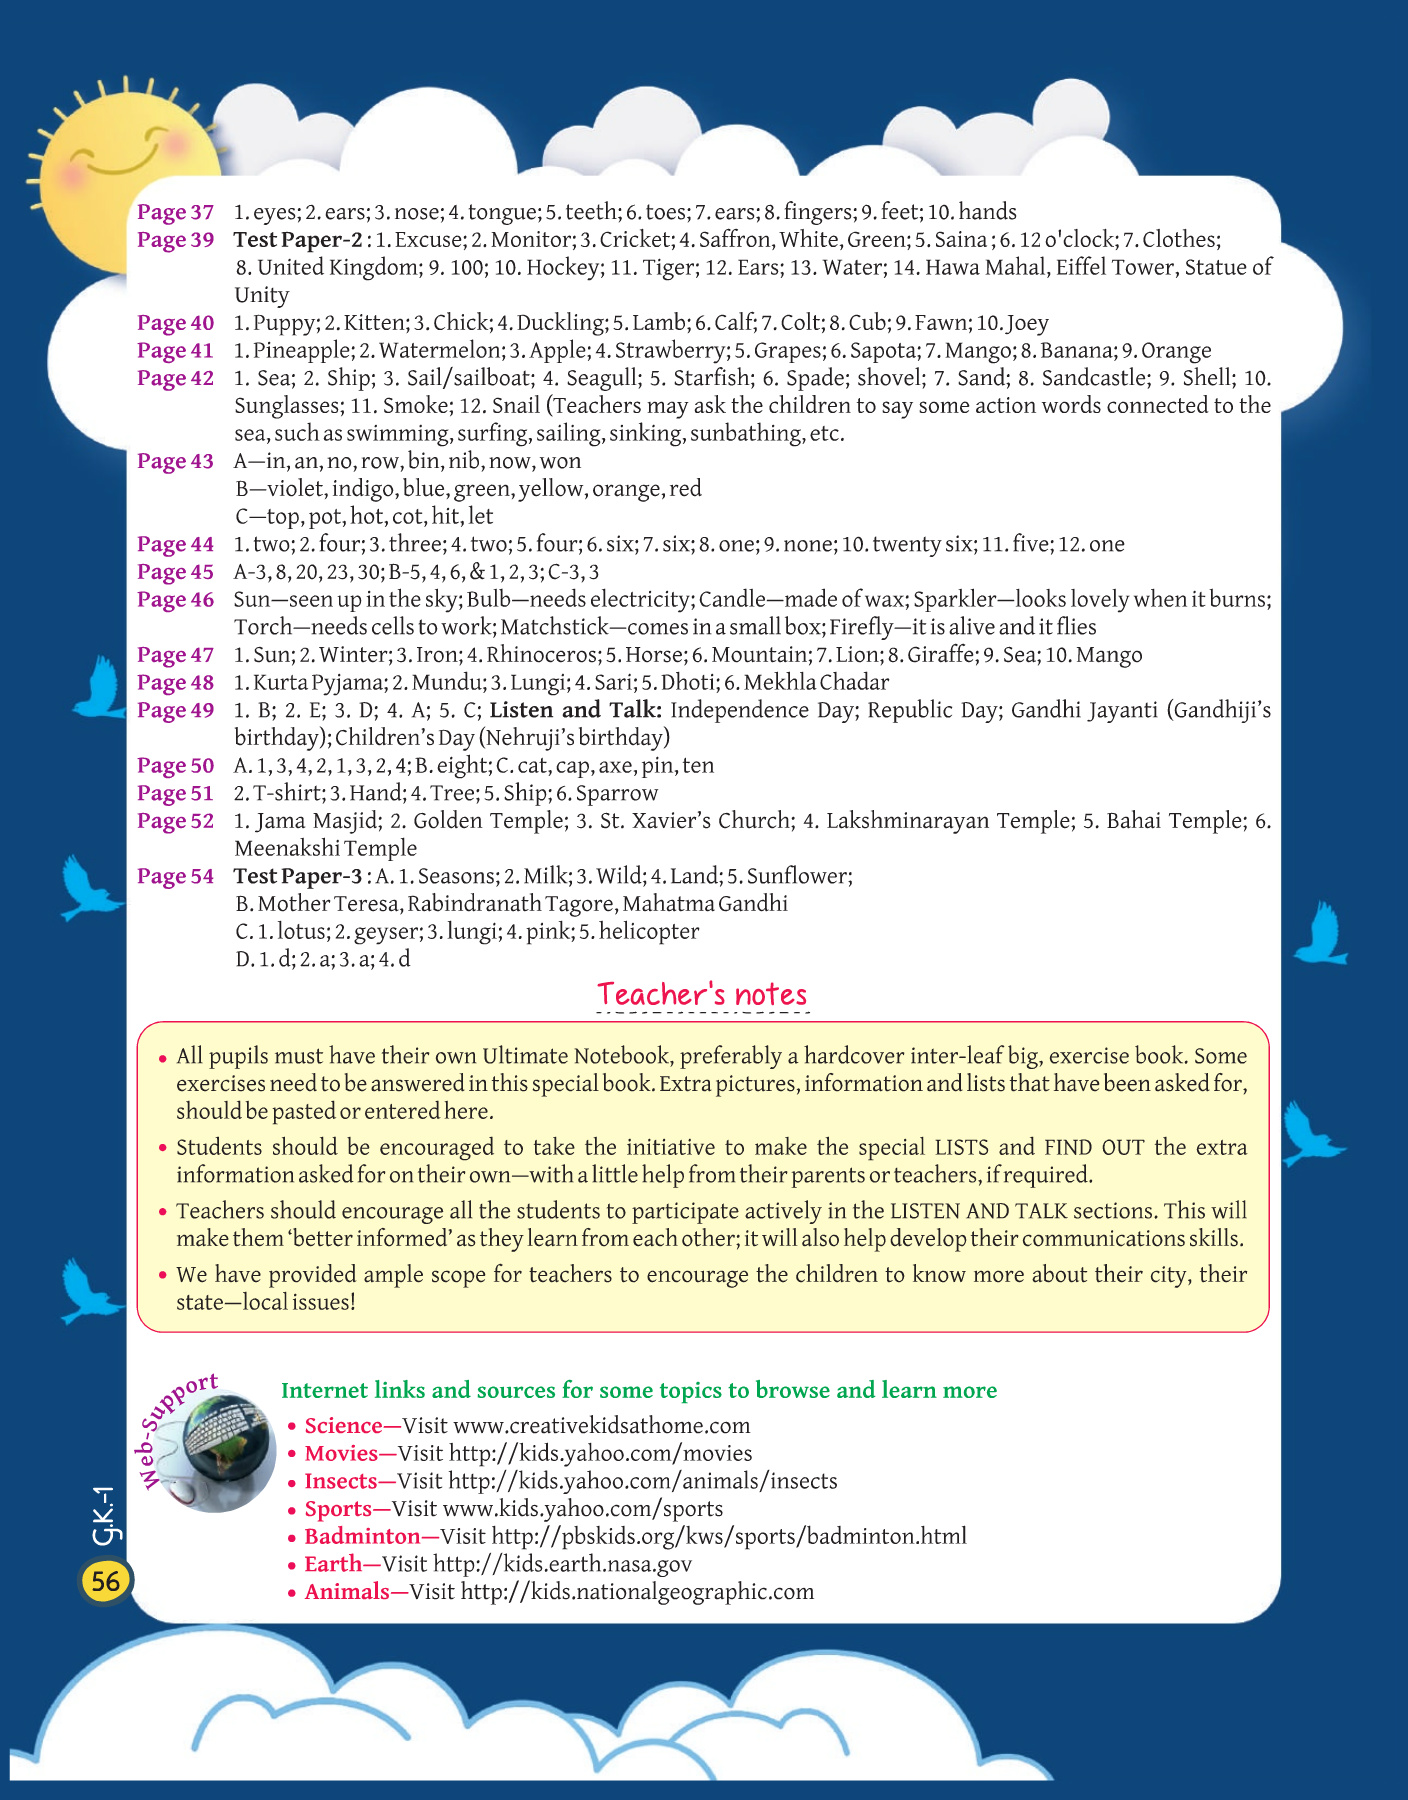 Page 37 1. eyes; 2. ears; 3. nose; 4. tongue; 5. teeth; 6. toes; 7. ears; 8. fingers; 9. feet; 10. hands
Page 39 Test Paper-2 : 1. Excuse; 2. Monitor; 3. Cricket; 4. Saffron, White, Green; 5. Saina ; 6. 12 o'clock; 7. Clothes;
8. United Kingdom; 9. 100; 10. Hockey; 11. Tiger; 12. Ears; 13. Water; 14. Hawa Mahal, Eiffel Tower, Statue of
Unity
Page 40 1. Puppy; 2. Kitten; 3. Chick; 4. Duckling; 5. Lamb; 6. Calf; 7. Colt; 8. Cub; 9. Fawn; 10. Joey
Page 41 1. Pineapple; 2. Watermelon; 3. Apple; 4. Strawberry; 5. Grapes; 6. Sapota; 7. Mango; 8. Banana; 9. Orange
Page 42 1. Sea; 2. Ship; 3. Sail/sailboat; 4. Seagull; 5. Starfish; 6. Spade; shovel; 7. Sand; 8. Sandcastle; 9. Shell; 10.
Sunglasses; 11. Smoke; 12. Snail (Teachers may ask the children to say some action words connected to the
sea, such as swimming, surfing, sailing, sinking, sunbathing, etc.
Page 43 A—in, an, no, row, bin, nib, now, won
B—violet, indigo, blue, green, yellow, orange, red
C—top, pot, hot, cot, hit, let
Page 44 1. two; 2. four; 3. three; 4. two; 5. four; 6. six; 7. six; 8. one; 9. none; 10. twenty six; 11. five; 12. one
Page 45 A-3, 8, 20, 23, 30; B-5, 4, 6, & 1, 2, 3; C-3, 3
Page 46 Sun—seen up in the sky; Bulb—needs electricity; Candle—made of wax; Sparkler—looks lovely when it burns;
Torch—needs cells to work; Matchstick—comes in a small box; Firefly—it is alive and it flies
Page 47 1. Sun; 2. Winter; 3. Iron; 4. Rhinoceros; 5. Horse; 6. Mountain; 7. Lion; 8. Giraffe; 9. Sea; 10. Mango
Page 48 1. Kurta Pyjama; 2. Mundu; 3. Lungi; 4. Sari; 5. Dhoti; 6. Mekhla Chadar
Page 49 1. B; 2. E; 3. D; 4. A; 5. C; Listen and Talk: Independence Day; Republic Day; Gandhi Jayanti (Gandhiji’s
birthday); Children’s Day (Nehruji’s birthday)
Page 50 A. 1, 3, 4, 2, 1, 3, 2, 4; B. eight; C. cat, cap, axe, pin, ten
Page 51 2. T-shirt; 3. Hand; 4. Tree; 5. Ship; 6. Sparrow
Page 52 1. Jama Masjid; 2. Golden Temple; 3. St. Xavier’s Church; 4. Lakshminarayan Temple; 5. Bahai Temple; 6.
Meenakshi Temple
Page 54 Test Paper-3 : A. 1. Seasons; 2. Milk; 3. Wild; 4. Land; 5. Sunflower;
B. Mother Teresa, Rabindranath Tagore, Mahatma Gandhi
C. 1. lotus; 2. geyser; 3. lungi; 4. pink; 5. helicopter
D. 1. d; 2. a; 3. a; 4. d
Teacher's notes
• All pupils must have their own Ultimate Notebook, preferably a hardcover inter-leaf big, exercise book. Some
exercises need to be answered in this special book. Extra pictures, information and lists that have been asked for,
should be pasted or entered here.
• Students should be encouraged to take the initiative to make the special LISTS and FIND OUT the extra
information asked for on their own—with a little help from their parents or teachers, if required.
• Teachers should encourage all the students to participate actively in the LISTEN AND TALK sections. This will
make them ‘better informed’ as they learn from each other; it will also help develop their communications skills.
• We have provided ample scope for teachers to encourage the children to know more about their city, their
state—local issues!
Web-Support
Internet links and sources for some topics to browse and learn more
• Science—Visit www.creativekidsathome.com
• Movies—Visit http://kids.yahoo.com/movies
• Insects—Visit http://kids.yahoo.com/animals/insects
• Sports—Visit www.kids.yahoo.com/sports
• Badminton—Visit http://pbskids.org/kws/sports/badminton.html
• Earth—Visit http://kids.earth.nasa.gov
• Animals—Visit http://kids.nationalgeographic.com
G.K.-1
56